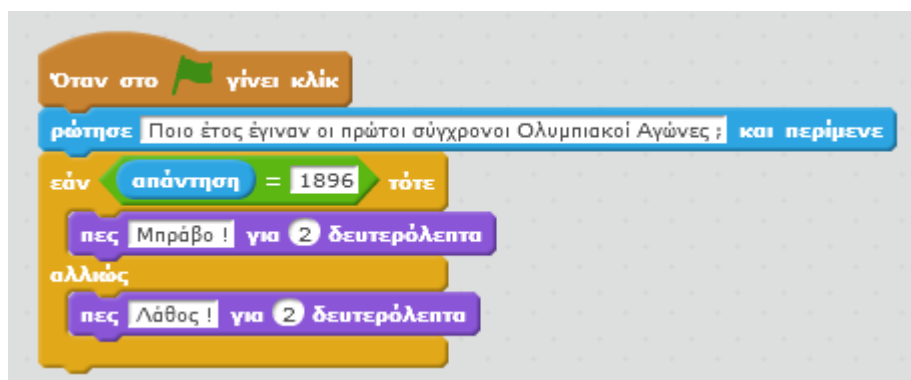 Όταν στο γίνει κλίκ
ρώτησε Ποιο έτος έγιναν οι πρώτοι σύγχρονοι Ολυμπιακοί Αγώνες ; και περίμενε
εάν απάντηση = 1896 τότε
πες Μπράβο ! για 2 δευτερόλεπτα
αλλιώς
πες Λάθος ! για 2 δευτερόλεπτα